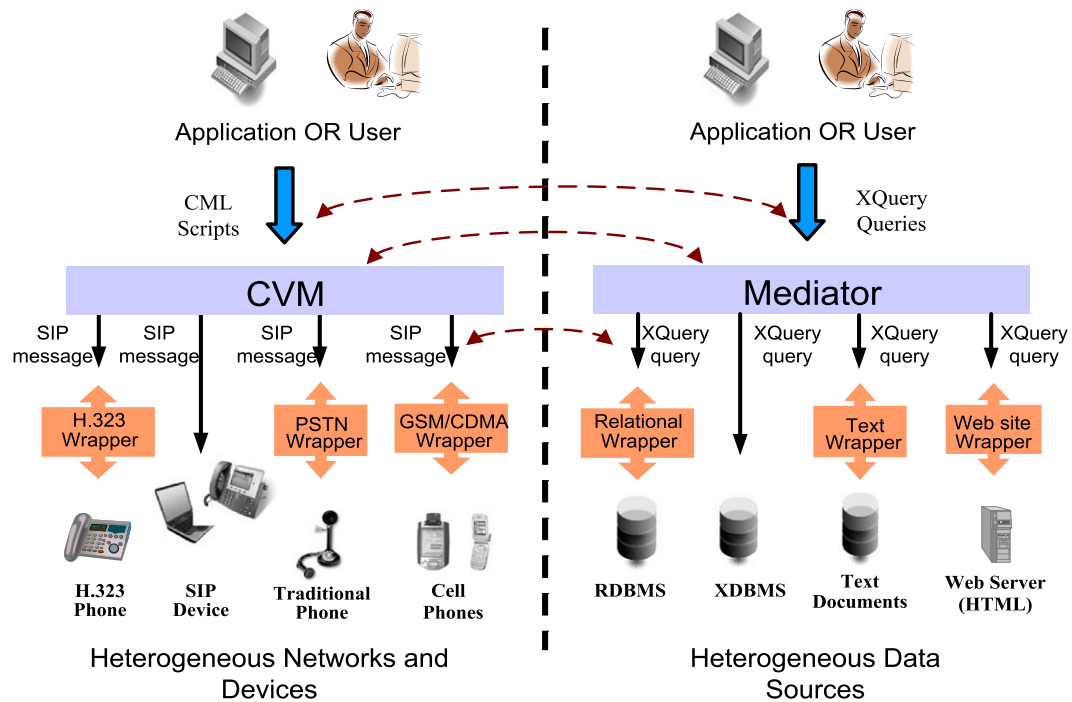 Application OR User
Application OR User
CML
Scripts
XQuery
Queries
CVM
Mediator
SIP
message
SIP
message
SIP
message
SIP
message
XQuery
query
XQuery
query
XQuery
query
XQuery
query
H.323
Wrapper
PSTN
Wrapper
GSM/CDMA
Wrapper
Relational
Wrapper
Text
Wrapper
Web site
Wrapper
H.323
Phone
SIP
Device
Traditional
Phone
Cell
Phones
RDBMS
XDBMS
Text
Documents
Web Server
(HTML)
Heterogeneous Networks and
Devices
Heterogeneous Data
Sources